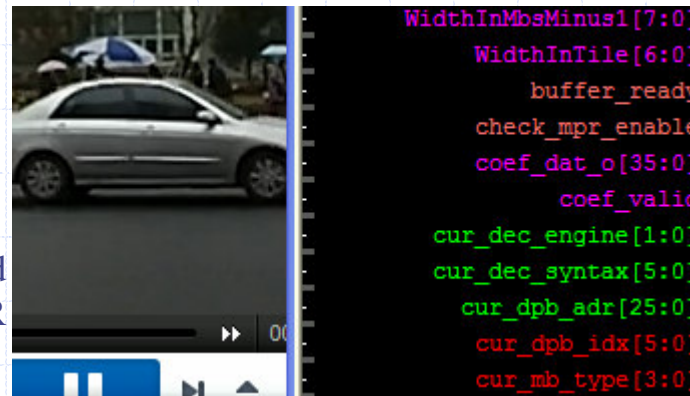 WidthInMbsMinus1[7:0]
WidthInTile[6:0]
buffer_ready
check_mpr_enable
coef_dat_o[35:0]
coef_valid
cur_dec_engine[1:0]
cur_dec_syntax[5:0]
cur_dpb_adr[25:0]
cur_dpb_idx[5:0]
cur_mb_type[3:0]
d
R
00